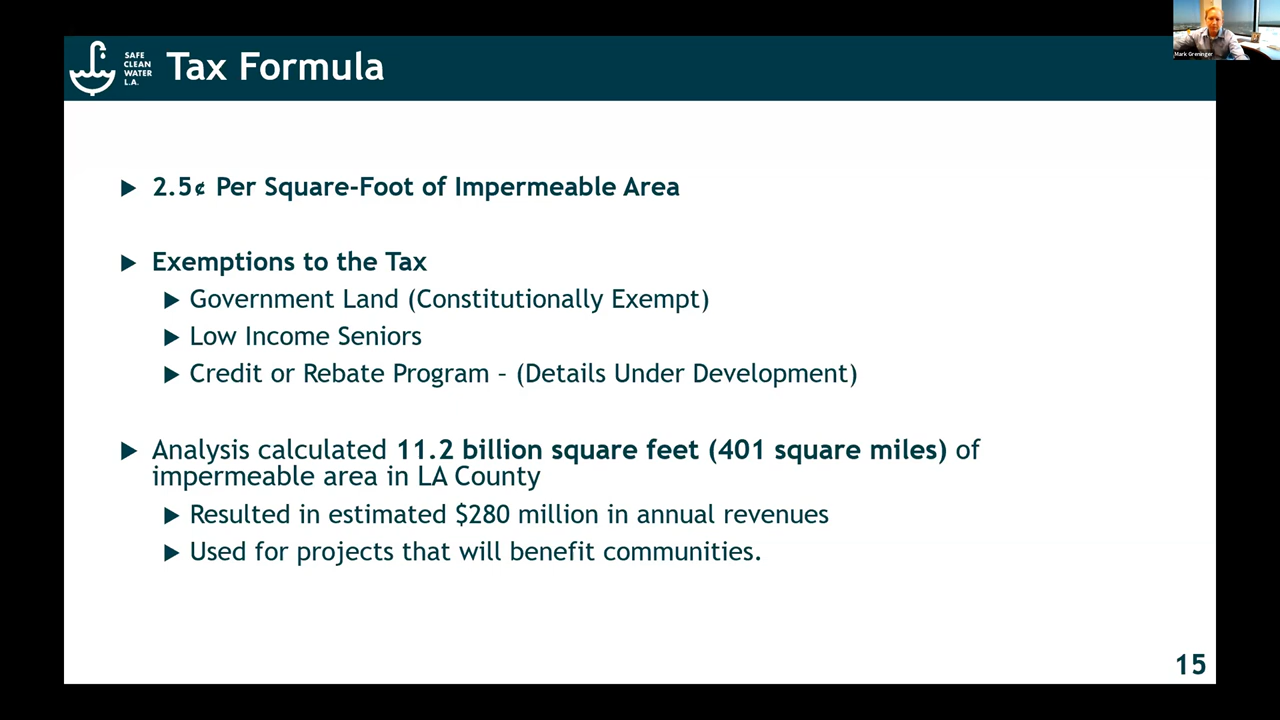 SAFE
CLEAN
WATER
L.A.
Tax Formula
Mark Greninger
2.5¢ Per Square-Foot of Impermeable Area
Exemptions to the Tax
Government Land (Constitutionally Exempt)
Low Income Seniors
Credit or Rebate Program – (Details Under Development)
Analysis calculated 11.2 billion square feet (401 square miles) of
impermeable area in LA County
Resulted in estimated $280 million in annual revenues
Used for projects that will benefit communities.
15